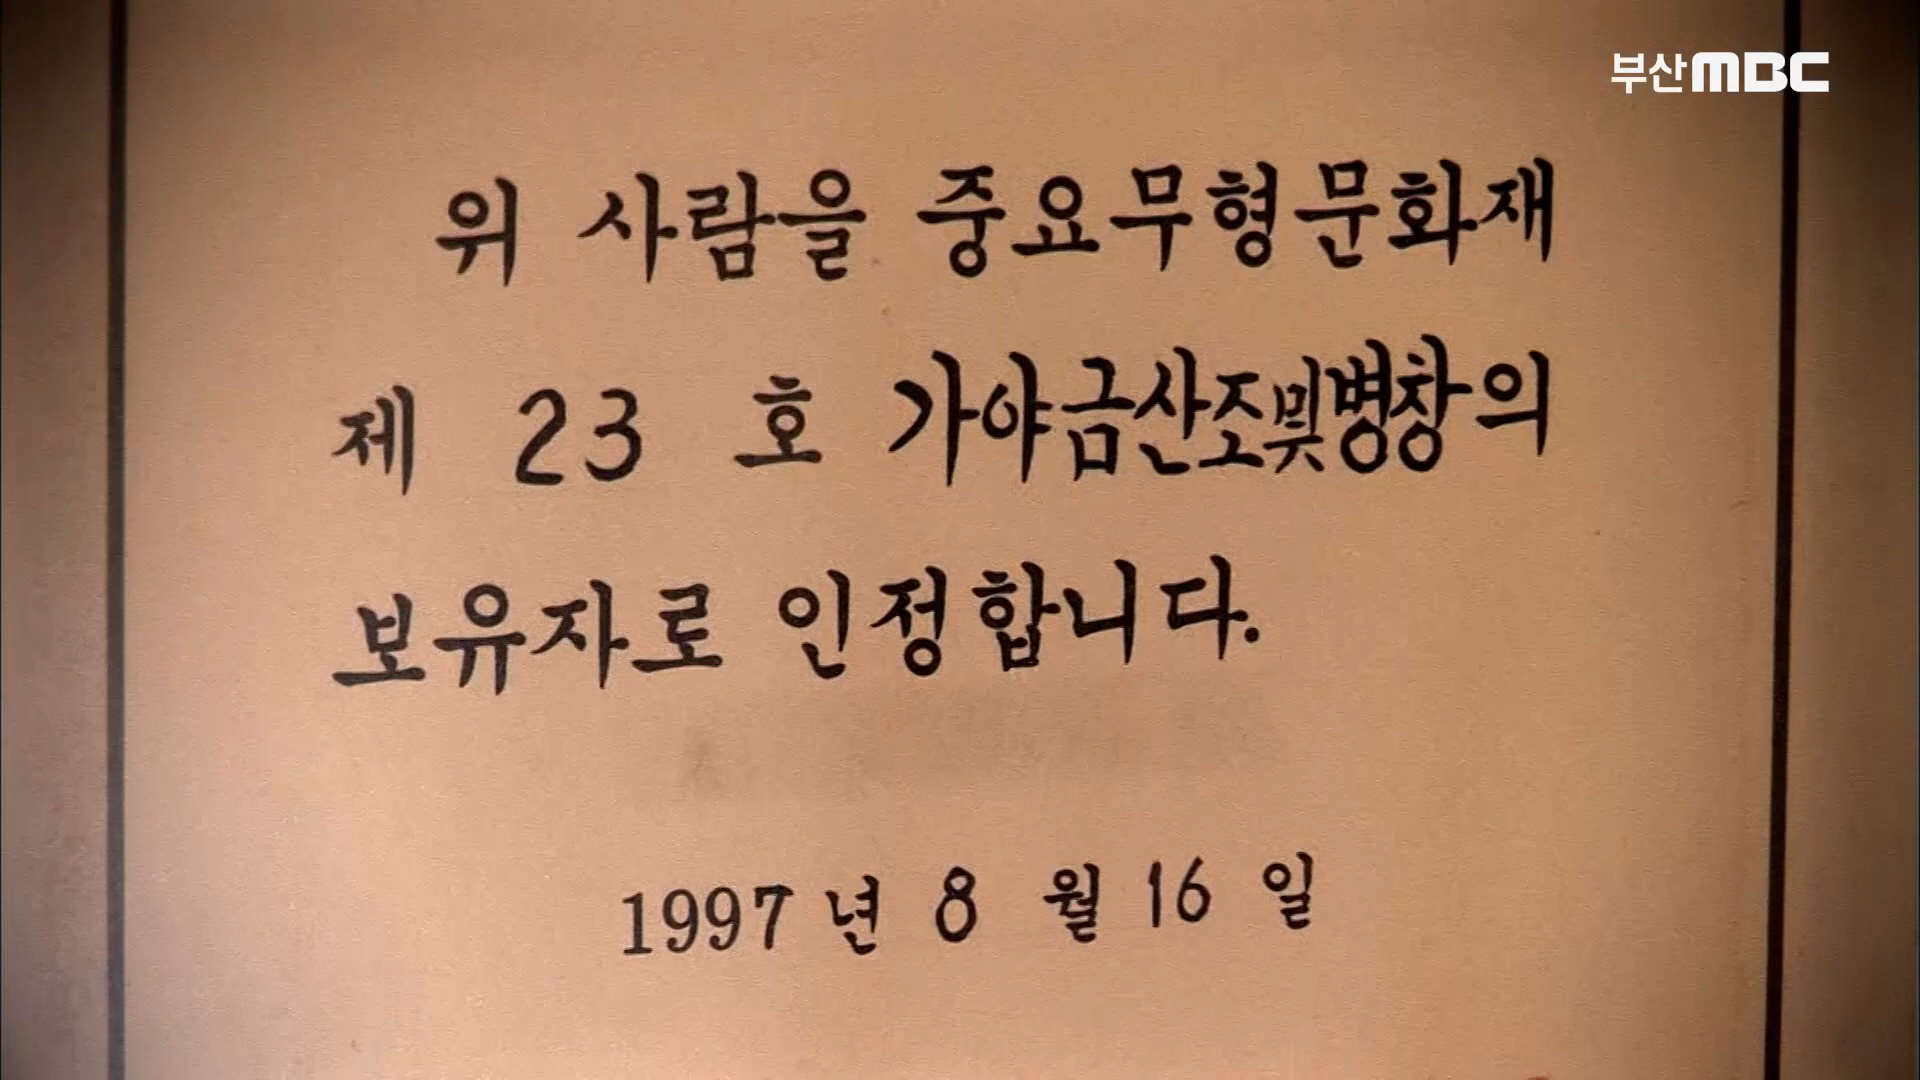 부산MBC
위 사람을 중요무형문화재
제 23 호 가야금산조및병창의
보유자로 인정합니다.
1997 년 8 월 16 일